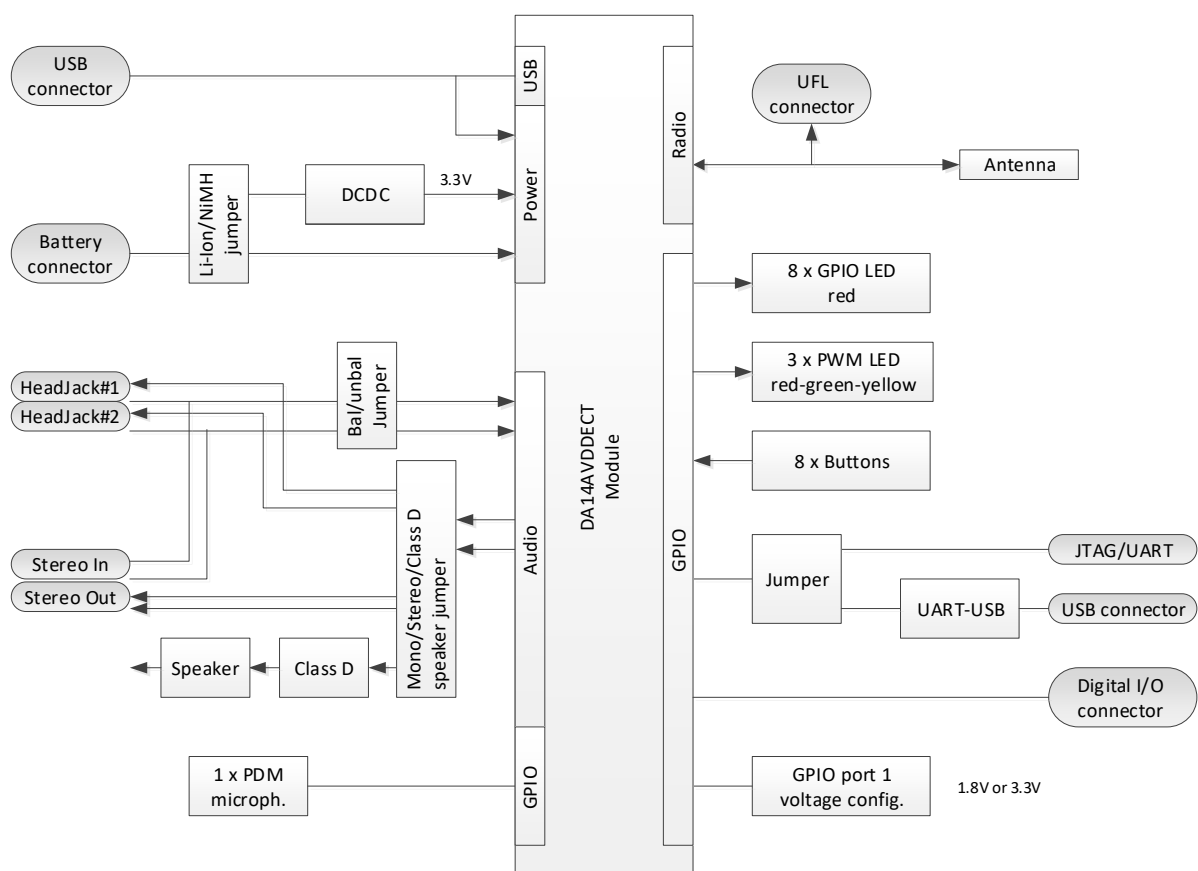 USB
connector
USB
Li-Ion/NiMH
jumper
DCDC
3.3V
Power
Battery
connector
HeadJack#1
HeadJack#2
Bal/unbal
Jumper
Stereo In
Stereo Out
Mono/Stereo/Class D
speaker jumper
Speaker
Class D
Audio
1 x PDM
microph.
GPIO
DA14AVDDECT
Module
Radio
UFL
connector
Antenna
GPIO
8 x GPIO LED
red
3 x PWM LED
red-green-yellow
8 x Buttons
Jumper
JTAG/UART
UART-USB
USB connector
Digital I/O
connector
GPIO port 1
voltage config.
1.8V or 3.3V